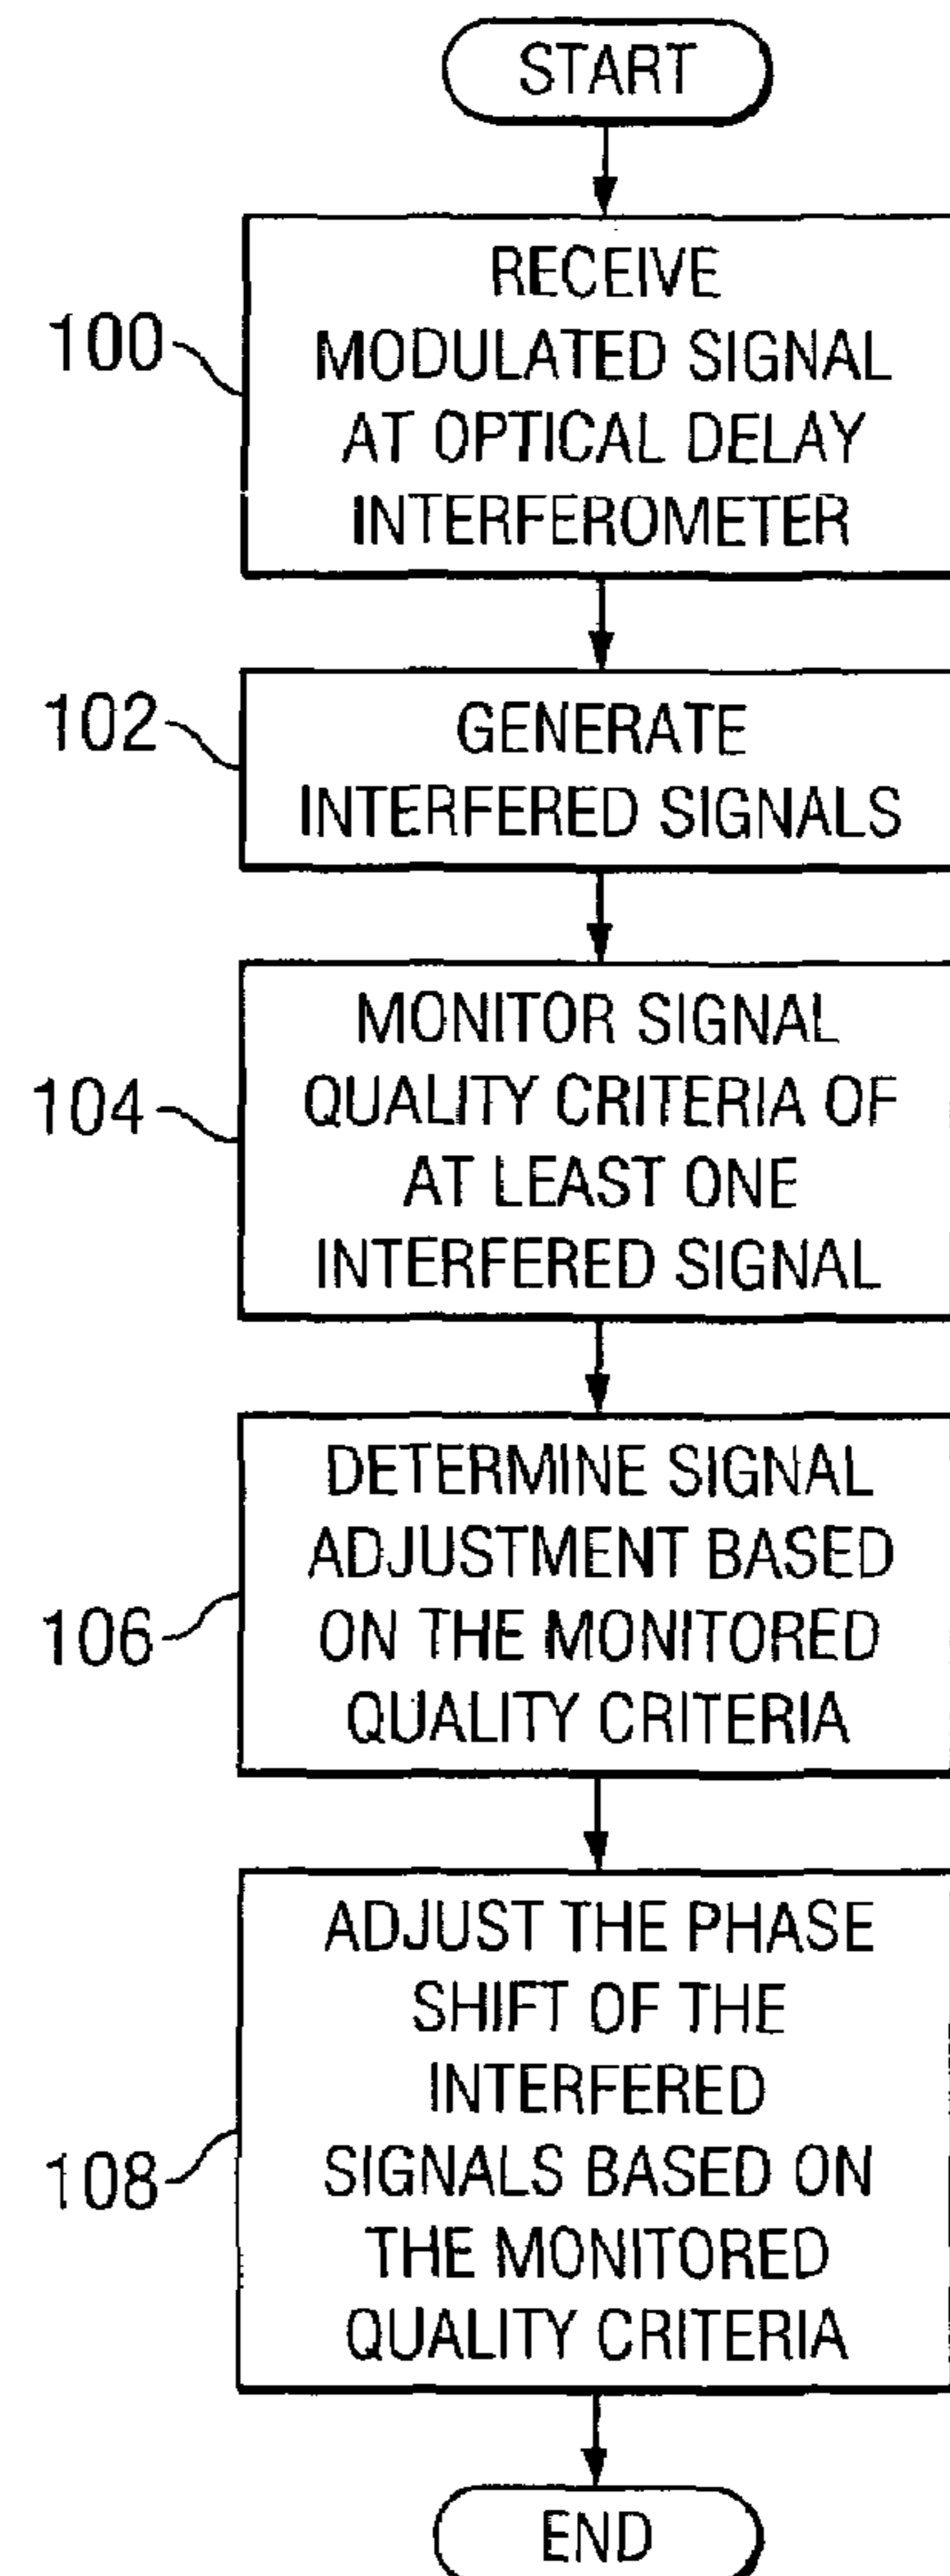 START
100
RECEIVE
MODULATED SIGNAL
AT OPTICAL DELAY
INTERFEROMETER
102
GENERATE
INTERFERED SIGNALS
104
MONITOR SIGNAL
QUALITY CRITERIA OF
AT LEAST ONE
INTERFERED SIGNAL
106
DETERMINE SIGNAL
ADJUSTMENT BASED
ON THE MONITORED
QUALITY CRITERIA
108
ADJUST THE PHASE
SHIFT OF THE
INTERFERED
SIGNALS BASED ON
THE MONITORED
QUALITY CRITERIA
END